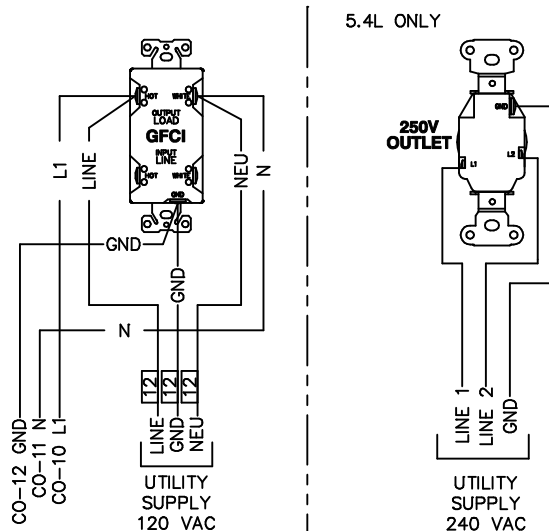 5.4L ONLY
HOT
WHITE
OUTPUT
LOAD
GFCI
INPUT
LINE
HOT
WHITE
GND
L1
LINE
NEU
N
GND
GND
N
12
12
12
CO-12 GND
CO-11 N
CO-10 L1
LINE
GND
NEU
UTILITY
SUPPLY
120 VAC
GND
250V
OUTLET
L1
L2
LINE 1
LINE 2
GND
UTILITY
SUPPLY
240 VAC